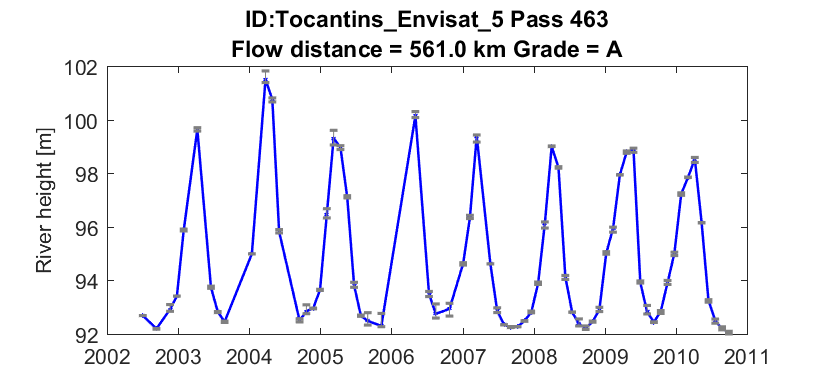 ID:Tocantins_Envisat_5 Pass 463
Flow distance = 561.0 km Grade = A
River height [m]
102
100
98
96
94
92
2002 2003 2004 2005 2006 2007 2008 2009 2010 2011